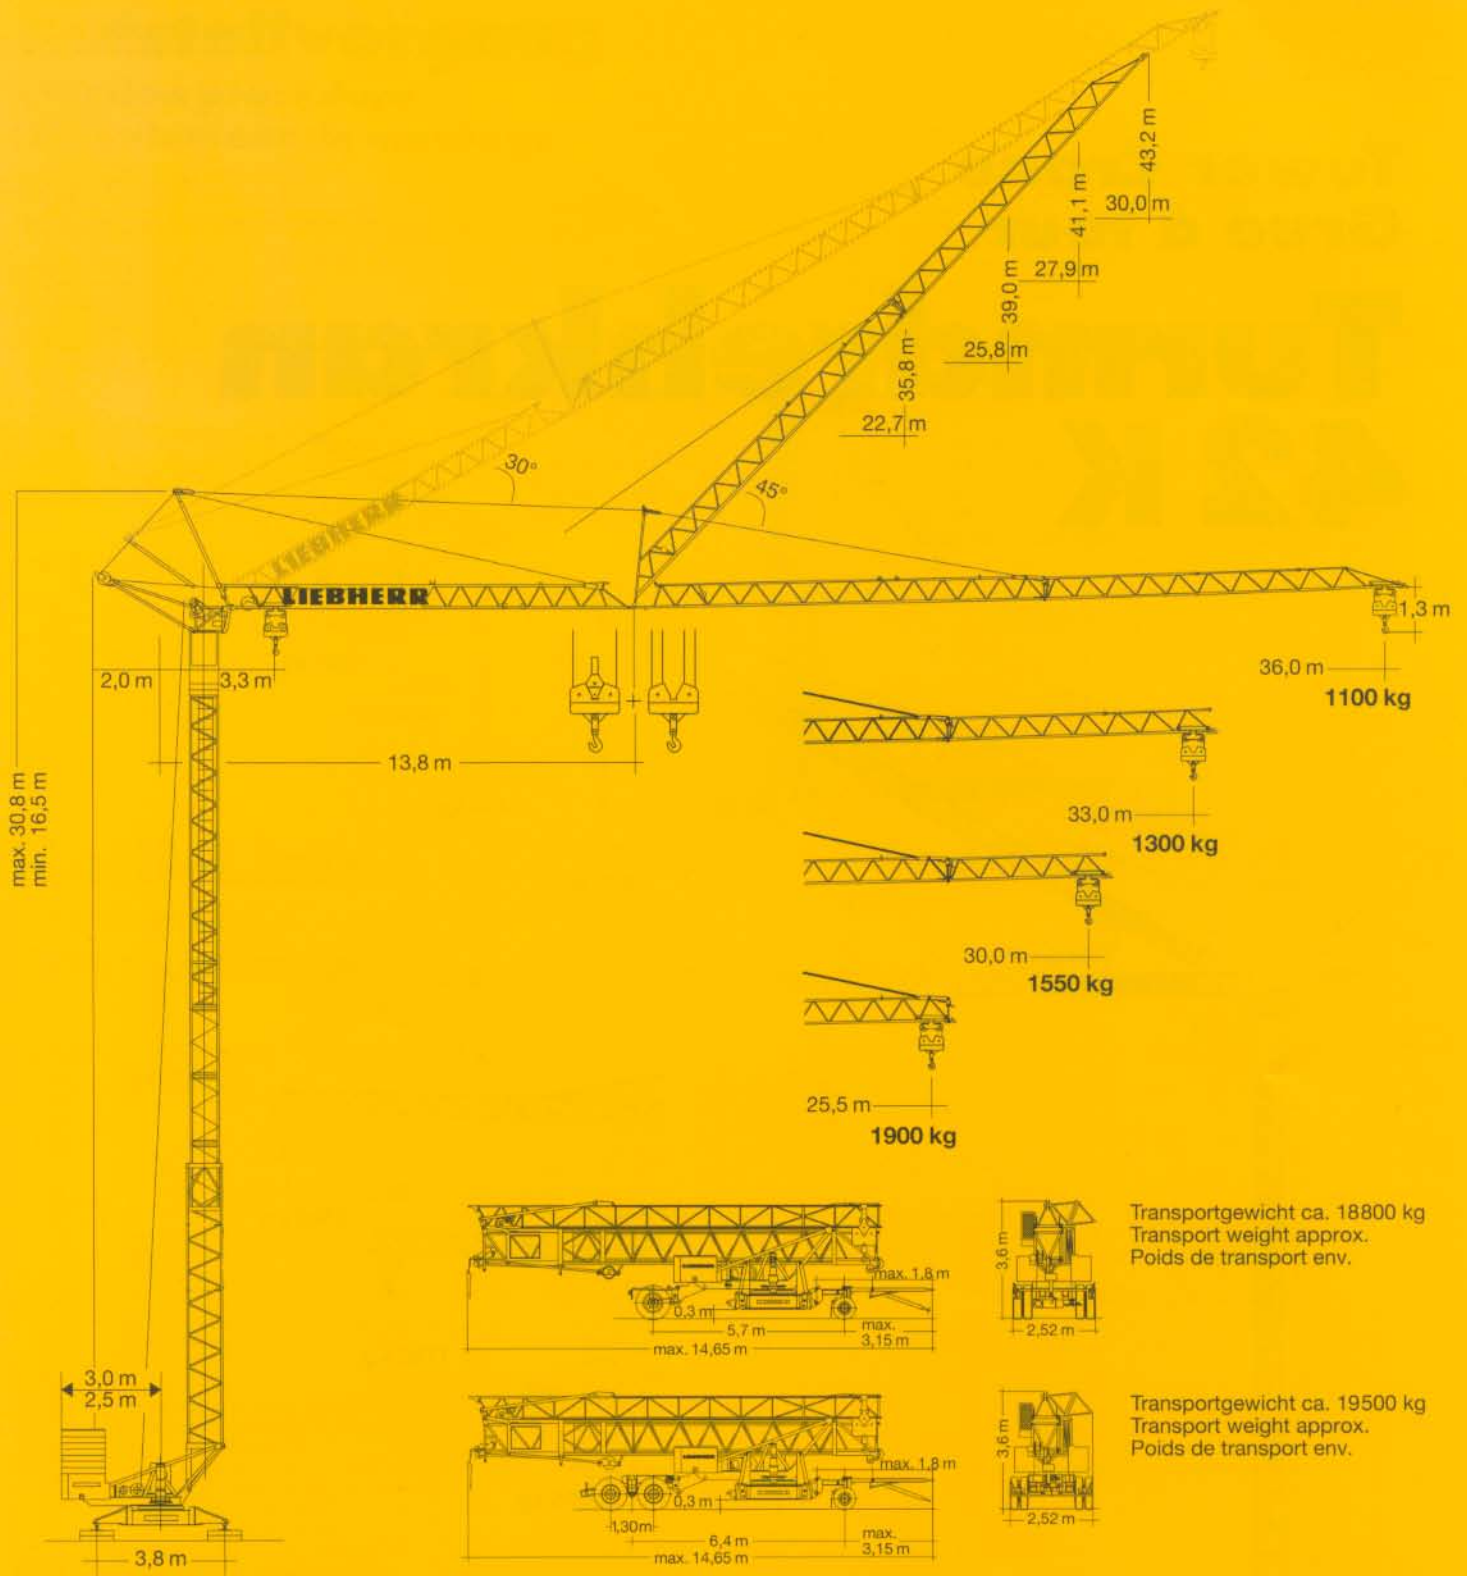 43,2 m
30,0 m
41,1 m
27,9 m
39,0 m
25,8 m
35,8 m
22,7 m
30°
45°
LIEBHERR
LIEBHERR
1,3 m
2,0 m
3,3 m
36,0 m
1100 kg
13,8 m
max. 30,8 m
min. 16,5 m
33,0 m
1300 kg
30,0 m
1550 kg
25,5 m
1900 kg
max. 1,8 m
0,3 m
5,7 m
max.
3,15 m
max. 14,65 m
3,6 m
2,52 m
Transportgewicht ca. 18800 kg
Transport weight approx.
Poids de transport env.
3,0 m
2,5 m
3,8 m
max. 1,8 m
0,3 m
1,30 m
6,4 m
max.
3,15 m
max. 14,65 m
3,6 m
2,52 m
Transportgewicht ca. 19500 kg
Transport weight approx.
Poids de transport env.